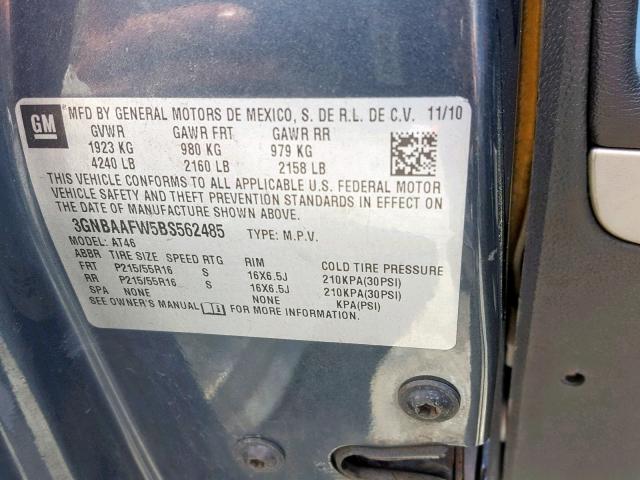 GM
MFD BY GENERAL MOTORS DE MEXICO, S. DE R.L. DE C.V. 11/10
GVWR GAWR FRT GAWR RR
1923 KG 980 KG 979 KG
4240 LB 2160 LB 2158 LB
THIS VEHICLE CONFORMS TO ALL APPLICABLE U.S. FEDERAL MOTOR
VEHICLE SAFETY AND THEFT PREVENTION STANDARDS IN EFFECT ON THE
DATE OF MANUFACTURE SHOWN ABOVE.
3GNBAAFW5BS562485 TYPE: M.P.V.
MODEL: AT46
ABBR TIRE SIZE SPEED RTG RIM COLD TIRE PRESSURE
FRT P215/55R16 S 16X6.5J 210KPA(30PSI)
RR P215/55R16 S 16X6.5J 210KPA(30PSI)
SPA NONE NONE KPA(PSI)
SEE OWNER'S MANUAL FOR MORE INFORMATION.